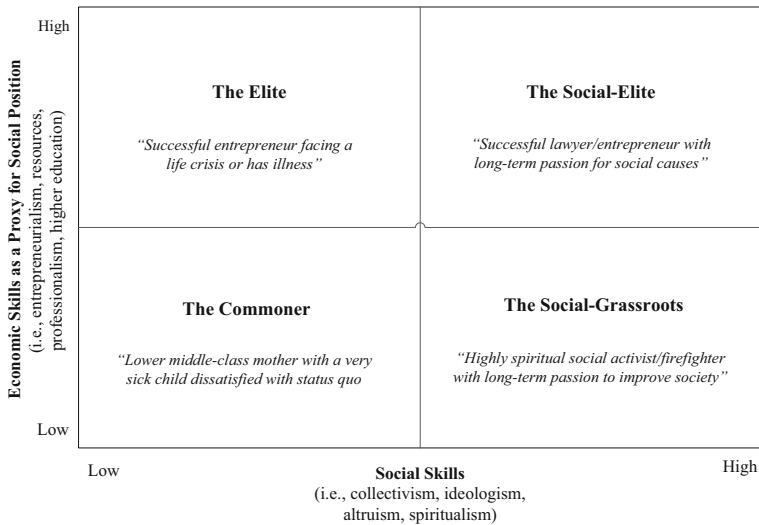 High
Economic Skills as a Proxy for Social Position
(i.e., entrepreneurialism, resources,
professionalism, higher education)
The Elite
“Successful entrepreneur facing a
life crisis or has illness”
The Social-Elite
“Successful lawyer/entrepreneur with
long-term passion for social causes”
The Commoner
“Lower middle-class mother with a very
sick child dissatisfied with status quo
The Social-Grassroots
“Highly spiritual social activist/firefighter
with long-term passion to improve society”
Low
Low
Social Skills
(i.e., collectivism, ideologism,
altruism, spiritualism)
High